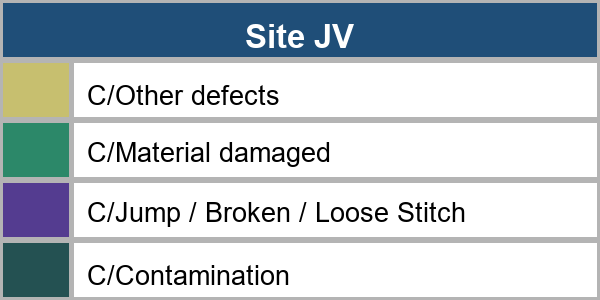 Site JV
C/Other defects
C/Material damaged
C/Jump / Broken / Loose Stitch
C/Contamination